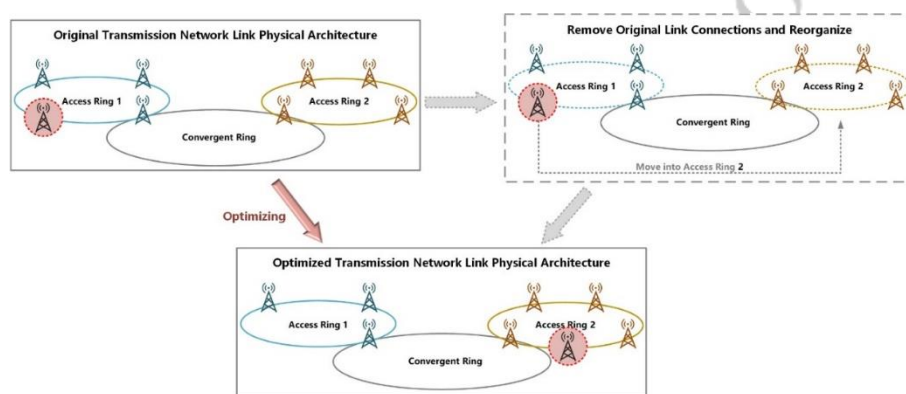 Original Transmission Network Link Physical Architecture
Access Ring 1
Access Ring 2
Convergent Ring
Remove Original Link Connections and Reorganize
Access Ring 1
Access Ring 2
Convergent Ring
Move into Access Ring 2
Optimizing
Optimized Transmission Network Link Physical Architecture
Access Ring 1
Access Ring 2
Convergent Ring